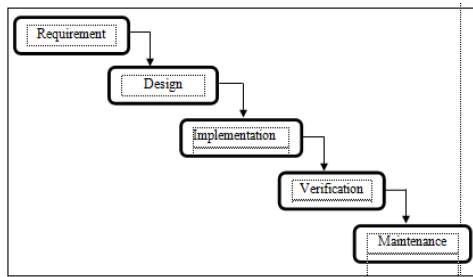 Requirement
Design
Implementation
Verification
Maintenance